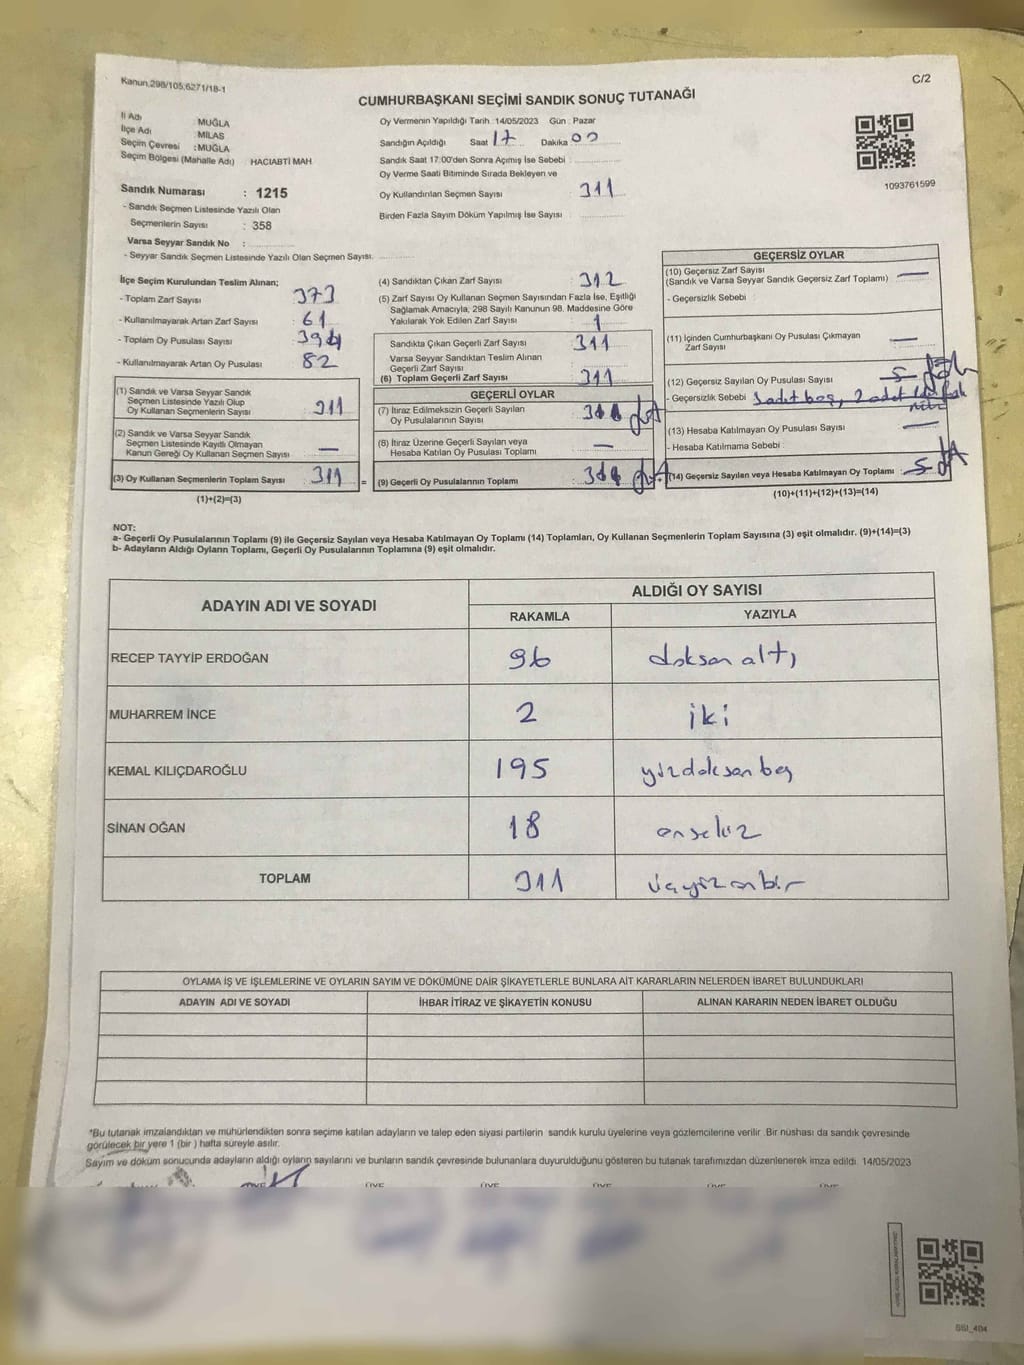 Kanun.298/105,6271/18-1
C/2
CUMHURBAŞKANI SEÇİMİ SANDIK SONUÇ TUTANAĞI
İl Adı : MUĞLA
İlçe Adı : MİLAS
Seçim Çevresi : MUĞLA
Seçim Bölgesi (Mahalle Adı) HACIABTİ MAH
Sandık Numarası : 1215
- Sandık Seçmen Listesinde Yazılı Olan
Seçmenlerin Sayısı : 358
Varsa Seyyar Sandık No :
- Seyyar Sandık Seçmen Listesinde Yazılı Olan Seçmen Sayısı:
Oy Vermenin Yapıldığı Tarih :14/05/2023 Gün : Pazar
Sandığın Açıldığı Saat 17 Dakika 00
Sandık Saat 17:00'den Sonra Açımış İse Sebebi :
Oy Verme Saati Bitiminde Sırada Bekleyen ve
Oy Kullandırılan Seçmen Sayısı : 311
Birden Fazla Sayım Döküm Yapılmış İse Sayısı :
1093761599
İlçe Seçim Kurulundan Teslim Alınan;
- Toplam Zarf Sayısı : 373
- Kullanılmayarak Artan Zarf Sayısı : 61
- Toplam Oy Pusulası Sayısı :
- Kullanılmayarak Artan Oy Pusulası : 82
(1) Sandık ve Varsa Seyyar Sandık
Seçmen Listesinde Yazılı Olup
Oy Kullanan Seçmenlerin Sayısı : 311
(2) Sandık ve Varsa Seyyar Sandık
Seçmen Listesinde Kayıtlı Olmayan
Kanun Gereği Oy Kullanan Seçmen Sayısı : —
(3) Oy Kullanan Seçmenlerin Toplam Sayısı : 311 =
(1)+(2)=(3)
(4) Sandıktan Çıkan Zarf Sayısı : 312
(5) Zarf Sayısı Oy Kullanan Seçmen Sayısından Fazla İse, Eşitliği
Sağlamak Amacıyla, 298 Sayılı Kanunun 98. Maddesine Göre
Yakılarak Yok Edilen Zarf Sayısı : 1
Sandıkta Çıkan Geçerli Zarf Sayısı : 311
Varsa Seyyar Sandıktan Teslim Alınan
Geçerli Zarf Sayısı :
(6) Toplam Geçerli Zarf Sayısı : 311
GEÇERLİ OYLAR
(7) İtiraz Edilmeksizin Geçerli Sayılan
Oy Pusulalarının Sayısı :
(8) İtiraz Üzerine Geçerli Sayılan veya
Hesaba Katılan Oy Pusulası Toplamı : —
(9) Geçerli Oy Pusulalarının Toplamı :
GEÇERSİZ OYLAR
(10) Geçersiz Zarf Sayısı : —
(Sandık ve Varsa Seyyar Sandık Geçersiz Zarf Toplamı)
- Geçersizlik Sebebi :
(11) İçinden Cumhurbaşkanı Oy Pusulası Çıkmayan
Zarf Sayısı : —
(12) Geçersiz Sayılan Oy Pusulası Sayısı : 5
- Geçersizlik Sebebi : 3 adet boş, 2 adet
(13) Hesaba Katılmayan Oy Pusulası Sayısı : —
- Hesaba Katılmama Sebebi :
(14) Geçersiz Sayılan veya Hesaba Katılmayan Oy Toplamı : 5
(10)+(11)+(12)+(13)=(14)
NOT:
a- Geçerli Oy Pusulalarının Toplamı (9) ile Geçersiz Sayılan veya Hesaba Katılmayan Oy Toplamı (14) Toplamları, Oy Kullanan Seçmenlerin Toplam Sayısına (3) eşit olmalıdır. (9)+(14)=(3)
b- Adayların Aldığı Oyların Toplamı, Geçerli Oy Pusulalarının Toplamına (9) eşit olmalıdır.
ADAYIN ADI VE SOYADI
ALDIĞI OY SAYISI
RAKAMLA YAZIYLA
RECEP TAYYİP ERDOĞAN 96 doksan altı
MUHARREM İNCE 2 iki
KEMAL KILIÇDAROĞLU 195 yüzdoksan beş
SİNAN OĞAN 18 onsekiz
TOPLAM 311 üçyüzonbir
OYLAMA İŞ VE İŞLEMLERİNE VE OYLARIN SAYIM VE DÖKÜMÜNE DAİR ŞİKAYETLERLE BUNLARA AİT KARARLARIN NELERDEN İBARET BULUNDUKLARI
ADAYIN ADI VE SOYADI İHBAR İTİRAZ VE ŞİKAYETİN KONUSU ALINAN KARARIN NEDEN İBARET OLDUĞU
*Bu tutanak imzalandıktan ve mühürlendikten sonra seçime katılan adayların ve talep eden siyasi partilerin sandık kurulu üyelerine veya gözlemcilerine verilir .Bir nüshası da sandık çevresinde
görülecek bir yere 1 (bir ) hafta süreyle asılır.
Sayım ve döküm sonucunda adayların aldığı oyların sayılarını ve bunların sandık çevresinde bulunanlara duyurulduğunu gösteren bu tutanak tarafımızdan düzenlenerek imza edildi. 14/05/2023
ÜYE ÜYE ÜYE ÜYE ÜYE ÜYE